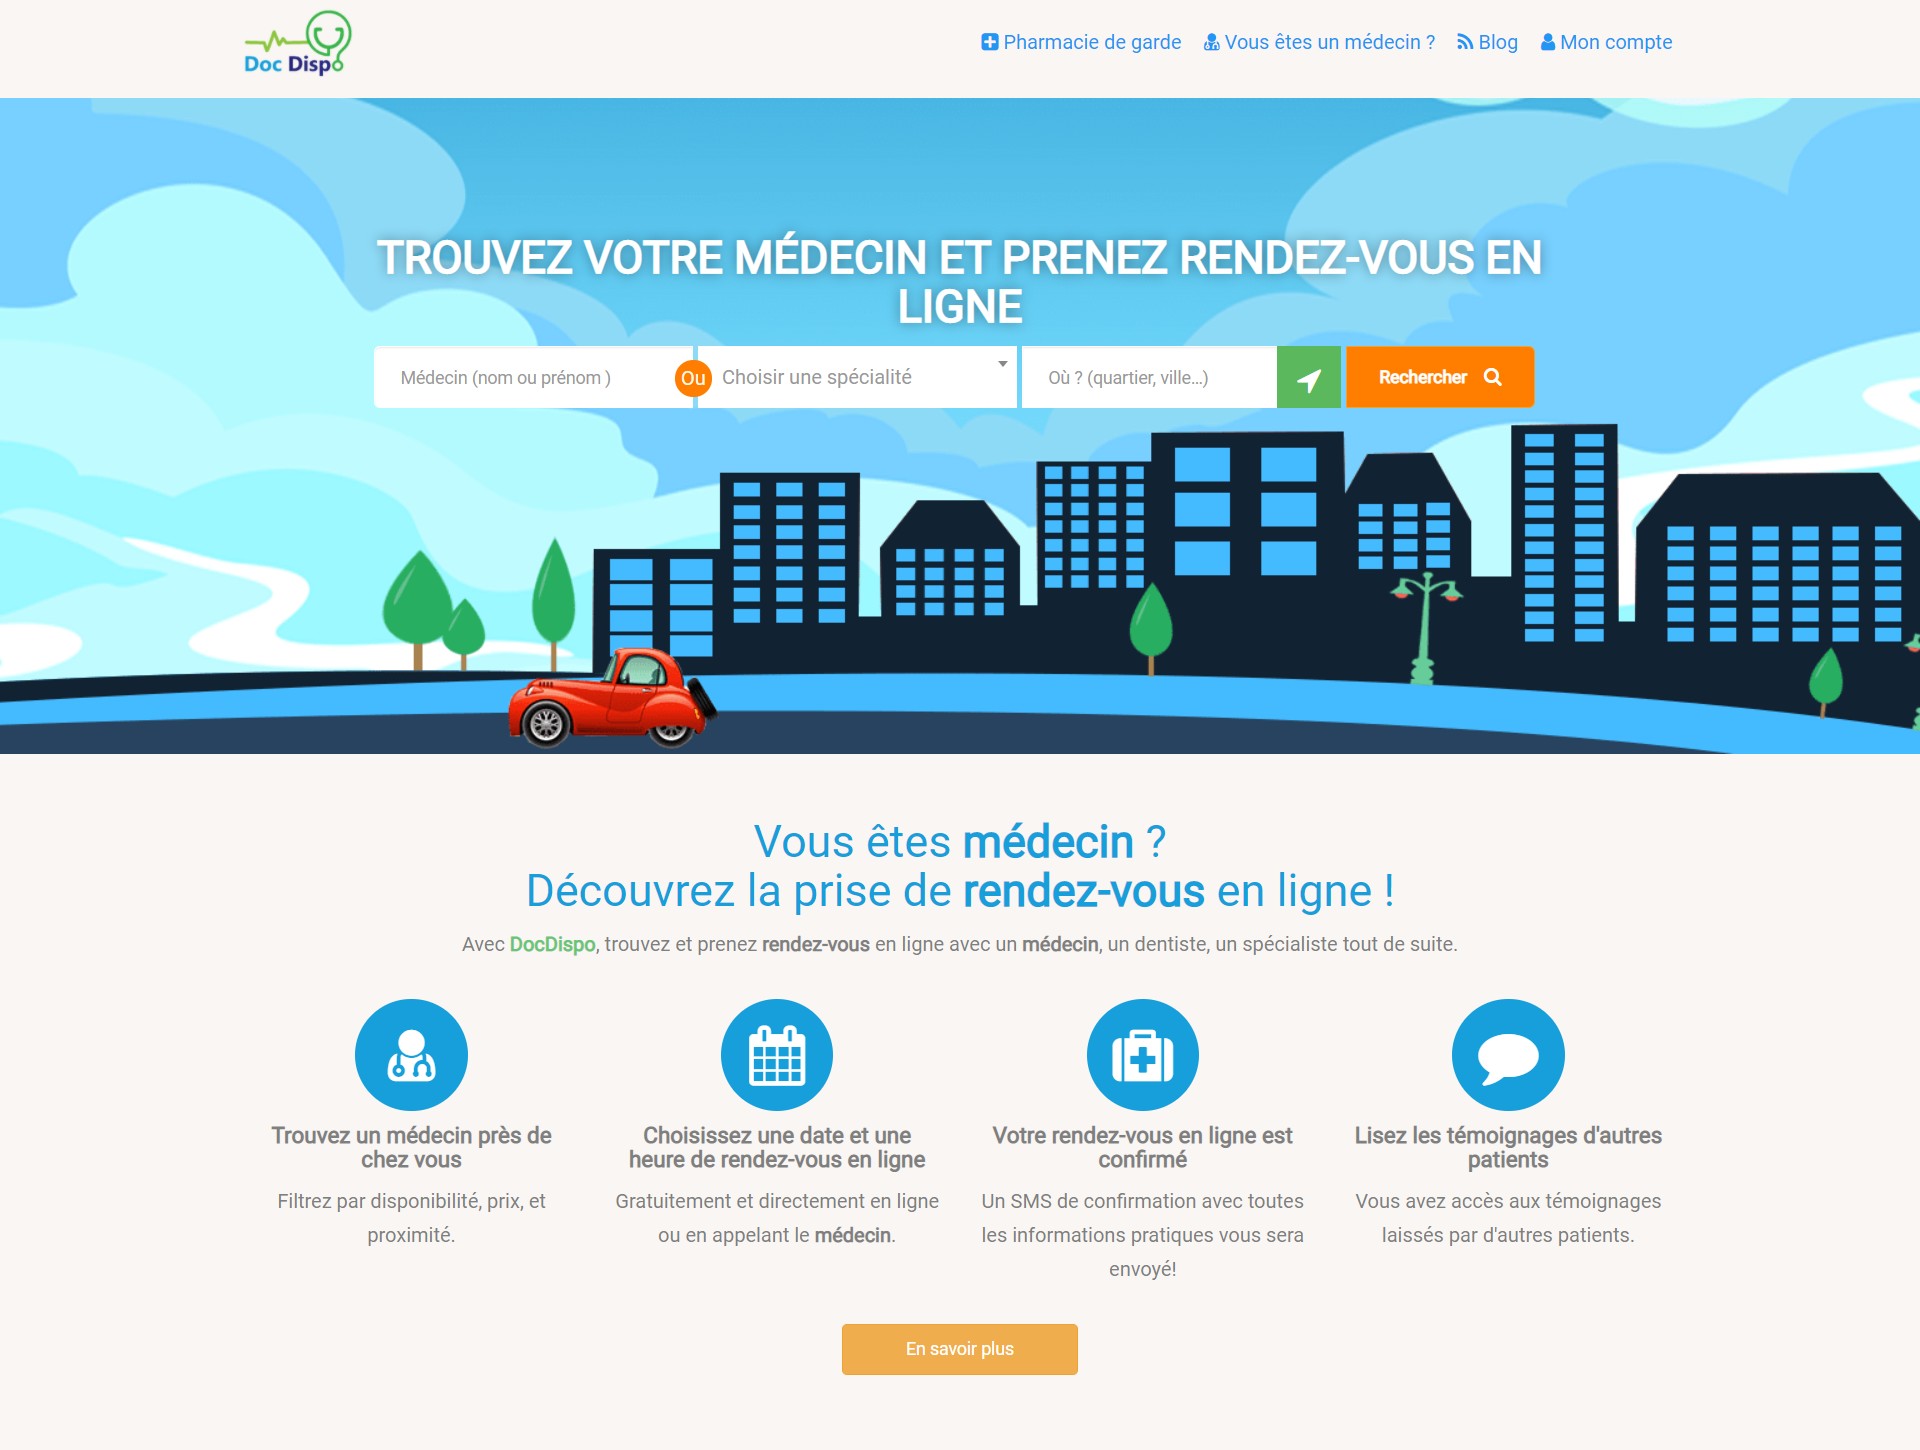 Doc Dispo
Pharmacie de garde
Vous êtes un médecin ?
Blog
Mon compte
TROUVEZ VOTRE MÉDECIN ET PRENEZ RENDEZ-VOUS EN
LIGNE
Médecin (nom ou prénom )
Ou
Choisir une spécialité
Où ? (quartier, ville...)
Rechercher
Vous êtes médecin ?
Découvrez la prise de rendez-vous en ligne !
Avec DocDispo, trouvez et prenez rendez-vous en ligne avec un médecin, un dentiste, un spécialiste tout de suite.
Trouvez un médecin près de
chez vous
Filtrez par disponibilité, prix, et
proximité.
Choisissez une date et une
heure de rendez-vous en ligne
Gratuitement et directement en ligne
ou en appelant le médecin.
Votre rendez-vous en ligne est
confirmé
Un SMS de confirmation avec toutes
les informations pratiques vous sera
envoyé!
Lisez les témoignages d'autres
patients
Vous avez accès aux témoignages
laissés par d'autres patients.
En savoir plus